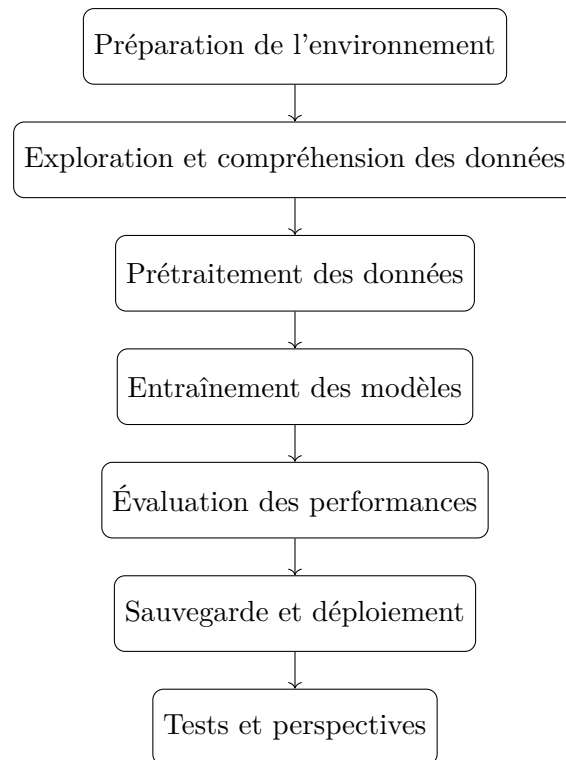 Préparation de l'environnement
Exploration et compréhension des données
Prétraitement des données
Entraînement des modèles
Évaluation des performances
Sauvegarde et déploiement
Tests et perspectives